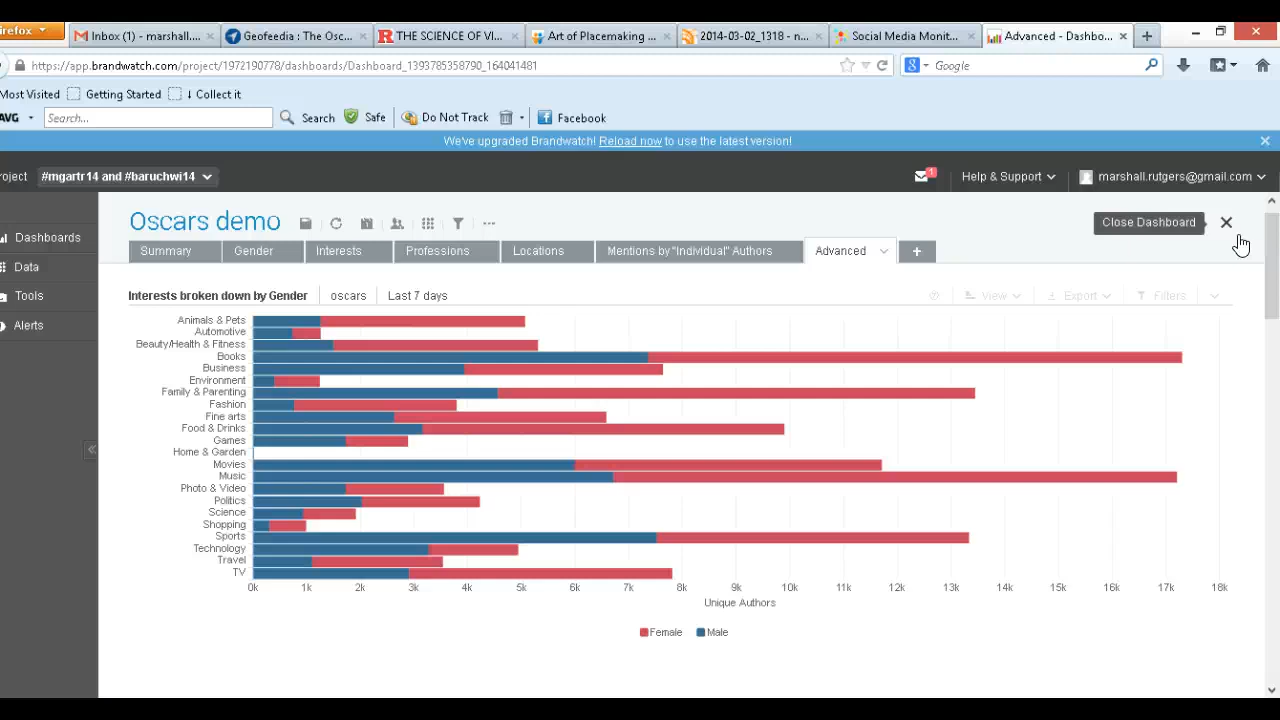 irefox
Inbox (1) - marshall....
Geofeedia : The Osc...
THE SCIENCE OF VI...
Art of Placemaking ...
2014-03-02_1318 - n...
Social Media Monit...
Advanced - Dashbo...
https://app.brandwatch.com/project/1972190778/dashboards/Dashboard_1393785358790_164041481
Google
Most Visited
Getting Started
↓ Collect it
AVG
Search...
Search
Safe
Do Not Track
Facebook
We've upgraded Brandwatch! Reload now to use the latest version!
roject
#mgartr14 and #baruchwi14
1
Help & Support
marshall.rutgers@gmail.com
Dashboards
Data
Tools
Alerts
Oscars demo
Close Dashboard
Summary
Gender
Interests
Professions
Locations
Mentions by "Individual" Authors
Advanced
+
Interests broken down by Gender
oscars
Last 7 days
View
Export
Filters
Animals & Pets
Automotive
Beauty/Health & Fitness
Books
Business
Environment
Family & Parenting
Fashion
Fine arts
Food & Drinks
Games
Home & Garden
Movies
Music
Photo & Video
Politics
Science
Shopping
Sports
Technology
Travel
TV
0k 1k 2k 3k 4k 5k 6k 7k 8k 9k 10k 11k 12k 13k 14k 15k 16k 17k 18k
Unique Authors
Female Male